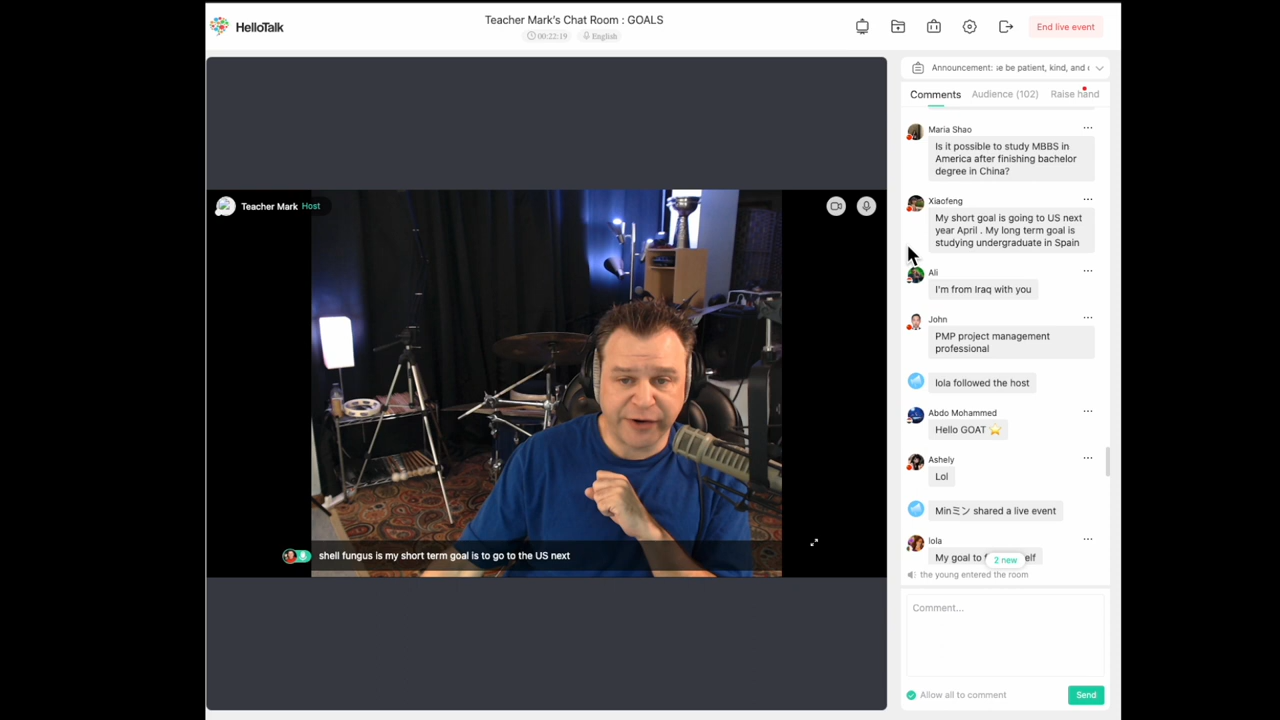 HelloTalk
Teacher Mark's Chat Room : GOALS
00:22:19 English
End live event
Announcement: se be patient, kind, and
Comments Audience (102) Raise hand
Teacher Mark Host
shell fungus is my short term goal is to go to the US next
Maria Shao
Is it possible to study MBBS in
America after finishing bachelor
degree in China?
Xiaofeng
My short goal is going to US next
year April . My long term goal is
studying undergraduate in Spain
Ali
I'm from Iraq with you
John
PMP project management
professional
lola followed the host
Abdo Mohammed
Hello GOAT
Ashely
Lol
Minミン shared a live event
lola
My goal to
2 new
the young entered the room
Comment...
Allow all to comment
Send